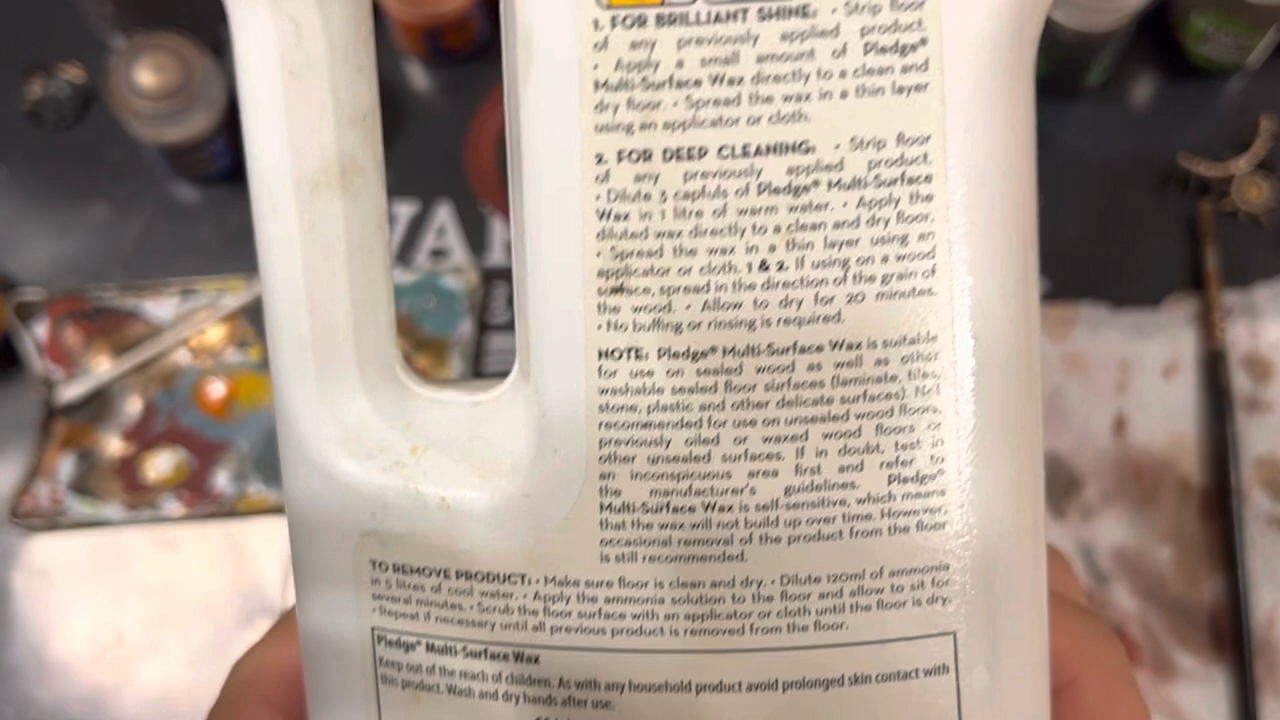 1. FOR BRILLIANT SHINE: • Strip floor
of any previously applied product.
• Apply a small amount of Pledge®
Multi-Surface Wax directly to a clean and
dry floor. • Spread the wax in a thin layer
using an applicator or cloth.
2. FOR DEEP CLEANING: • Strip floor
of any previously applied product.
• Dilute 3 capfuls of Pledge® Multi-Surface
Wax in 1 litre of warm water. • Apply the
diluted wax directly to a clean and dry floor.
• Spread the wax in a thin layer using an
applicator or cloth. 1 & 2. If using on a wood
surface, spread in the direction of the grain of
the wood. • Allow to dry for 20 minutes.
• No buffing or rinsing is required.
NOTE: Pledge® Multi-Surface Wax is suitable
for use on sealed wood as well as other
washable sealed floor surfaces (laminate, tiles,
stone, plastic and other delicate surfaces). Not
recommended for use on unsealed wood floors,
previously oiled or waxed wood floors or
other unsealed surfaces. If in doubt, test in
an inconspicuous area first and refer to
the manufacturer's guidelines. Pledge®
Multi-Surface Wax is self-sensitive, which means
that the wax will not build up over time. However,
occasional removal of the product from the floor
is still recommended.
TO REMOVE PRODUCT: • Make sure floor is clean and dry. • Dilute 120ml of ammonia
in 5 litres of cool water. • Apply the ammonia solution to the floor and allow to sit for
several minutes. • Scrub the floor surface with an applicator or cloth until the floor is dry.
• Repeat if necessary until all previous product is removed from the floor.
Pledge® Multi-Surface Wax
Keep out of the reach of children. As with any household product avoid prolonged skin contact with
this product. Wash and dry hands after use.